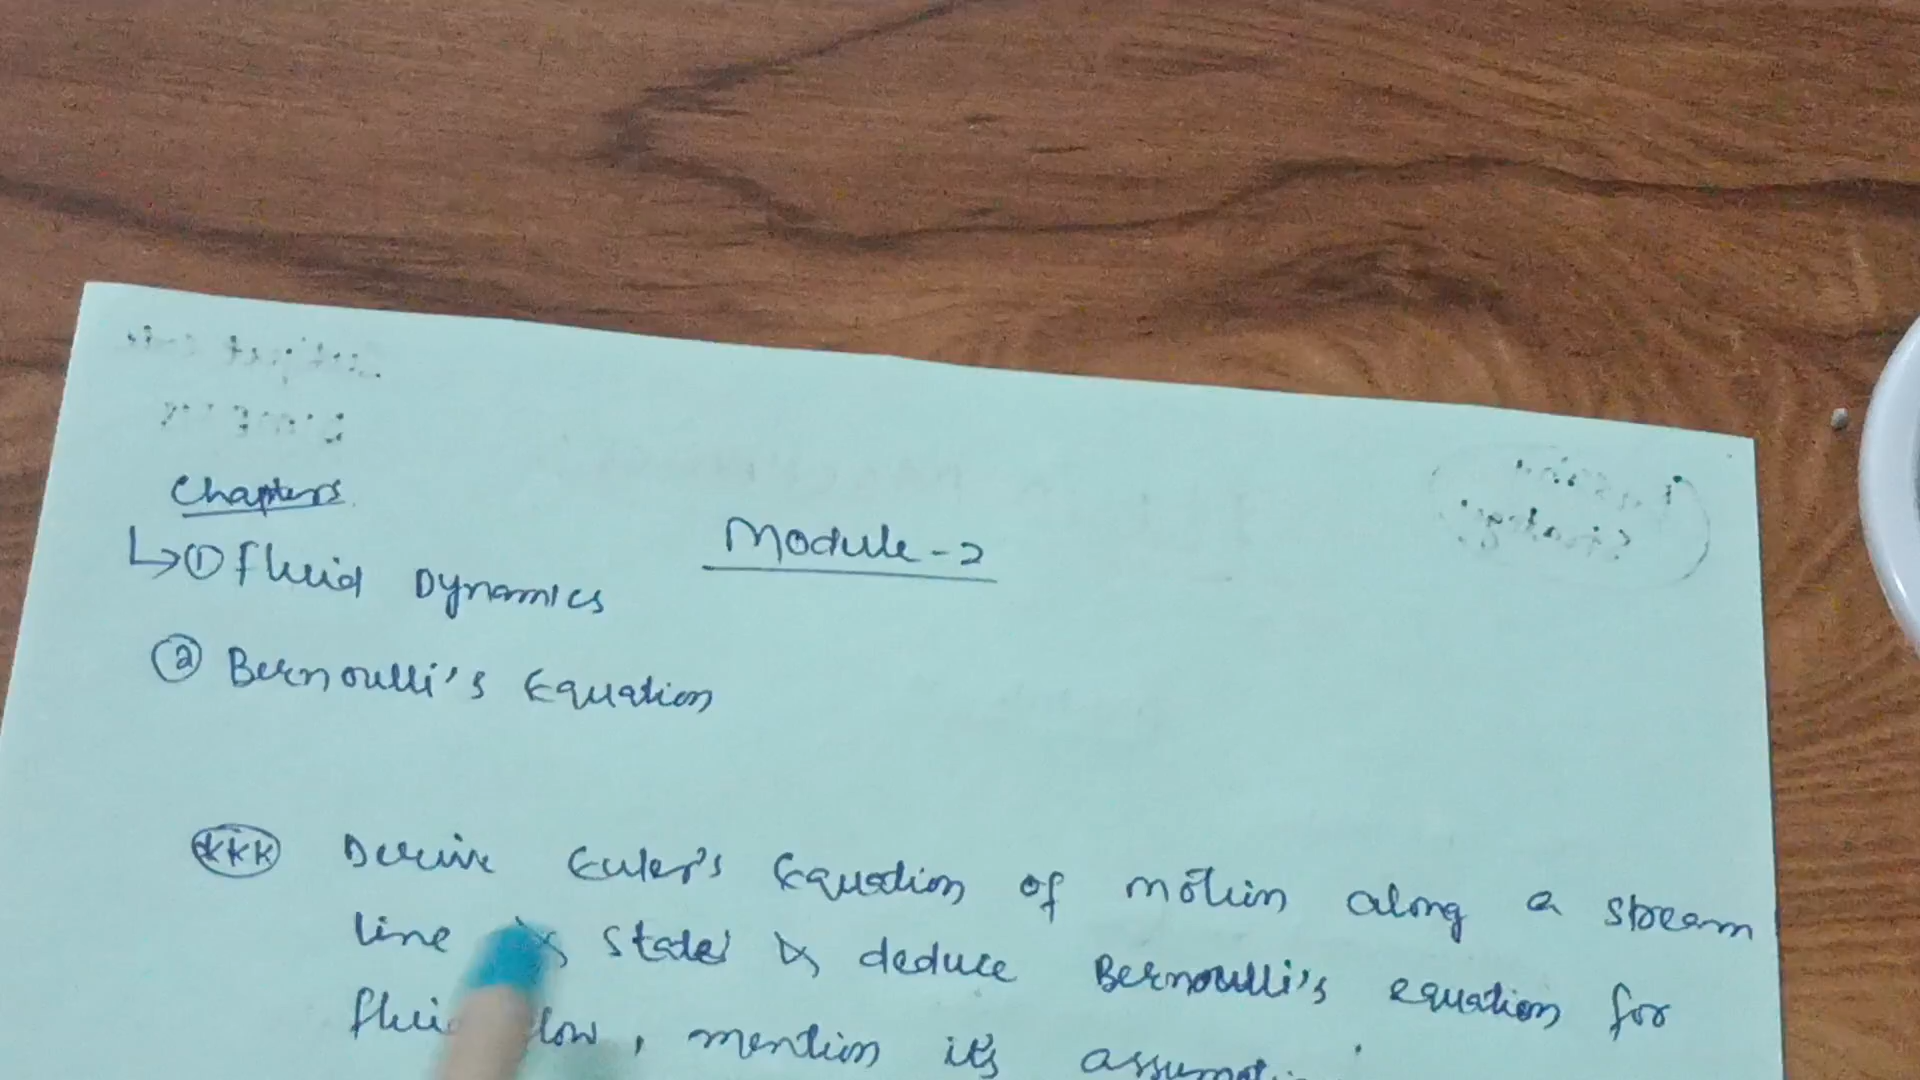 Chapters
↳ ① Fluid Dynamics
Module-2
② Bernoulli's Equation
*** Derive Euler's Equation of motion along a stream
line & state & deduce Bernoulli's equation for
flow, mention it's